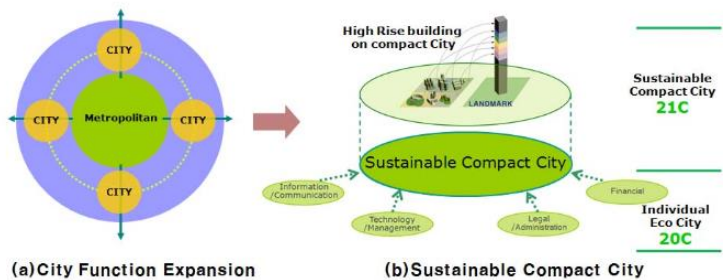 CITY
CITY
Metropolitan
CITY
CITY
(a)City Function Expansion
High Rise building
on compact City
LANDMARK
Sustainable Compact City
Information
/Communication
Technology
/Management
Legal
/Administration
Financial
(b)Sustainable Compact City
Sustainable
Compact City
21C
Individual
Eco City
20C